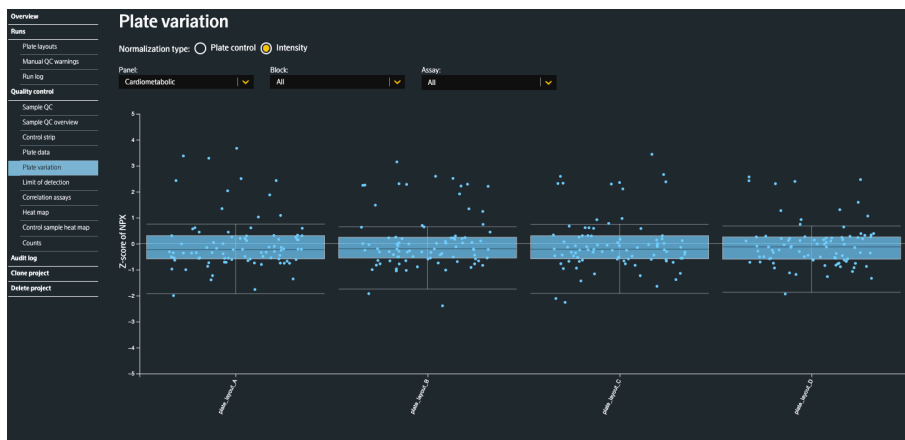 Overview
Runs
Plate layouts
Manual QC warnings
Run log
Quality control
Sample QC
Sample QC overview
Control strip
Plate data
Plate variation
Limit of detection
Correlation assays
Heat map
Control sample heat map
Counts
Audit log
Clone project
Delete project
Plate variation
Normalization type: Plate control Intensity
Panel: Block: Assay:
Cardiometabolic All All
Z-score of NPX
5
4
3
2
1
0
−1
−2
−3
−4
−5
plate_layout_A plate_layout_B plate_layout_C plate_layout_D